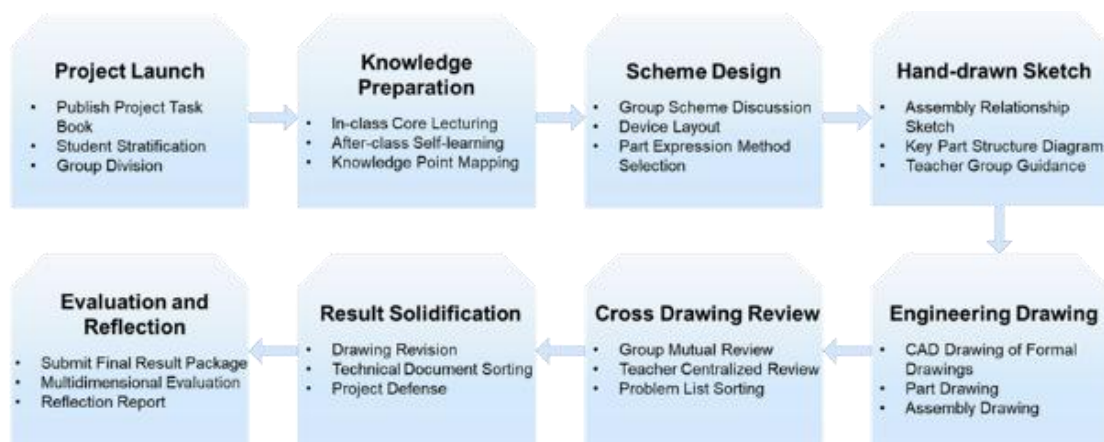 Project Launch
Publish Project Task
Book
Student Stratification
Group Division
Knowledge
Preparation
In-class Core Lecturing
After-class Self-learning
Knowledge Point Mapping
Scheme Design
Group Scheme Discussion
Device Layout
Part Expression Method
Selection
Hand-drawn Sketch
Assembly Relationship
Sketch
Key Part Structure Diagram
Teacher Group Guidance
Engineering Drawing
CAD Drawing of Formal
Drawings
Part Drawing
Assembly Drawing
Cross Drawing Review
Group Mutual Review
Teacher Centralized Review
Problem List Sorting
Result Solidification
Drawing Revision
Technical Document Sorting
Project Defense
Evaluation and
Reflection
Submit Final Result Package
Multidimensional Evaluation
Reflection Report